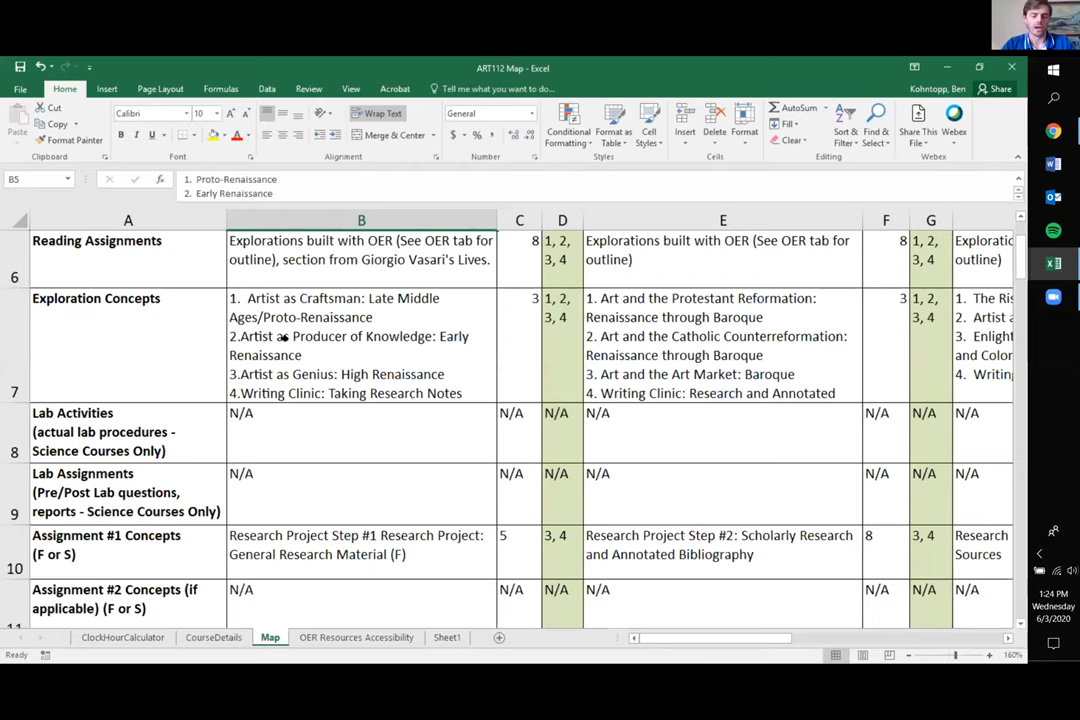 ART112 Map - Excel
File
Home
Insert
Page Layout
Formulas
Data
Review
View
Acrobat
Tell me what you want to do...
Kohntopp, Ben
Share
Paste
Cut
Copy
Format Painter
Clipboard
Calibri
10
B I U
Font
Wrap Text
Merge & Center
Alignment
General
$ % ,
Number
Conditional Formatting
Format as Table
Cell Styles
Styles
Insert
Delete
Format
Cells
AutoSum
Fill
Clear
Sort & Filter
Find & Select
Editing
Share This File
Webex
Webex
B5
fx
1. Proto-Renaissance
2. Early Renaissance
A B C D E F G
6
Reading Assignments
Explorations built with OER (See OER tab for
outline), section from Giorgio Vasari's Lives.
8
1, 2,
3, 4
Explorations built with OER (See OER tab for
outline)
8
1, 2,
3, 4
Exploratio
outline)
7
Exploration Concepts
1. Artist as Craftsman: Late Middle
Ages/Proto-Renaissance
2.Artist as Producer of Knowledge: Early
Renaissance
3.Artist as Genius: High Renaissance
4.Writing Clinic: Taking Research Notes
3
1, 2,
3, 4
1. Art and the Protestant Reformation:
Renaissance through Baroque
2. Art and the Catholic Counterreformation:
Renaissance through Baroque
3. Art and the Art Market: Baroque
4. Writing Clinic: Research and Annotated
3
1, 2,
3, 4
1. The Ris
2. Artist a
3. Enlight
and Color
4. Writing
8
Lab Activities
(actual lab procedures -
Science Courses Only)
N/A
N/A
N/A
N/A
N/A
N/A
N/A
9
Lab Assignments
(Pre/Post Lab questions,
reports - Science Courses Only)
N/A
N/A
N/A
N/A
N/A
N/A
N/A
10
Assignment #1 Concepts
(F or S)
Research Project Step #1 Research Project:
General Research Material (F)
5
3, 4
Research Project Step #2: Scholarly Research
and Annotated Bibliography
8
3, 4
Research
Sources
11
Assignment #2 Concepts (if
applicable) (F or S)
N/A
N/A
N/A
N/A
N/A
N/A
N/A
ClockHourCalculator
CourseDetails
Map
OER Resources Accessibility
Sheet1
Ready
160%
1:24 PM
Wednesday
6/3/2020